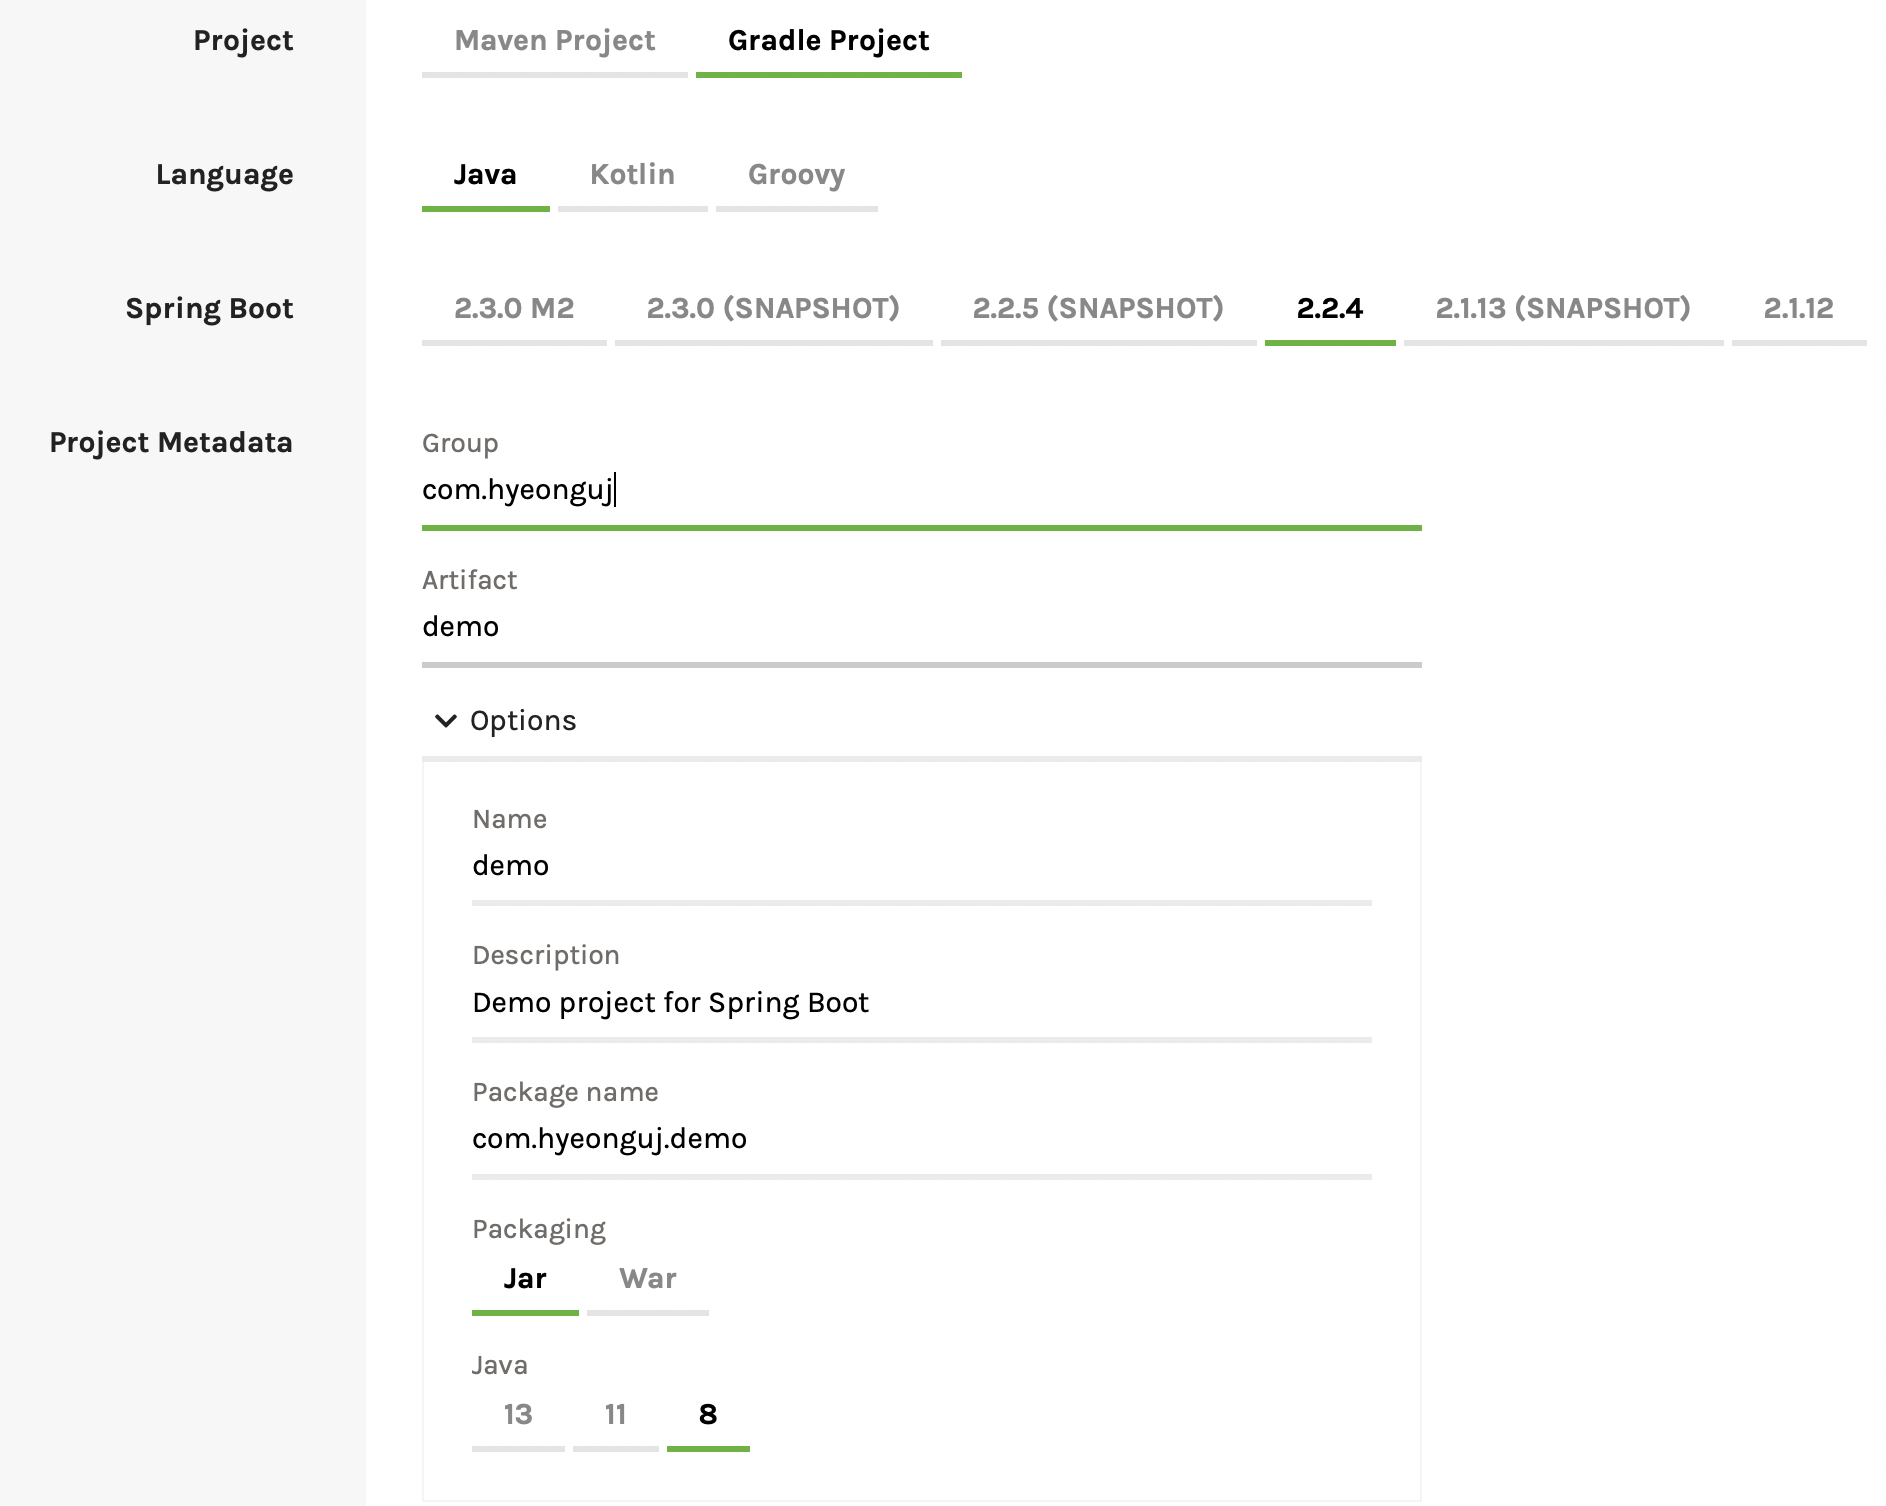 Project Maven Project Gradle Project
Language Java Kotlin Groovy
Spring Boot 2.3.0 M2 2.3.0 (SNAPSHOT) 2.2.5 (SNAPSHOT) 2.2.4 2.1.13 (SNAPSHOT) 2.1.12
Project Metadata Group
com.hyeonguj
Artifact
demo
Options
Name
demo
Description
Demo project for Spring Boot
Package name
com.hyeonguj.demo
Packaging
Jar War
Java
13 11 8